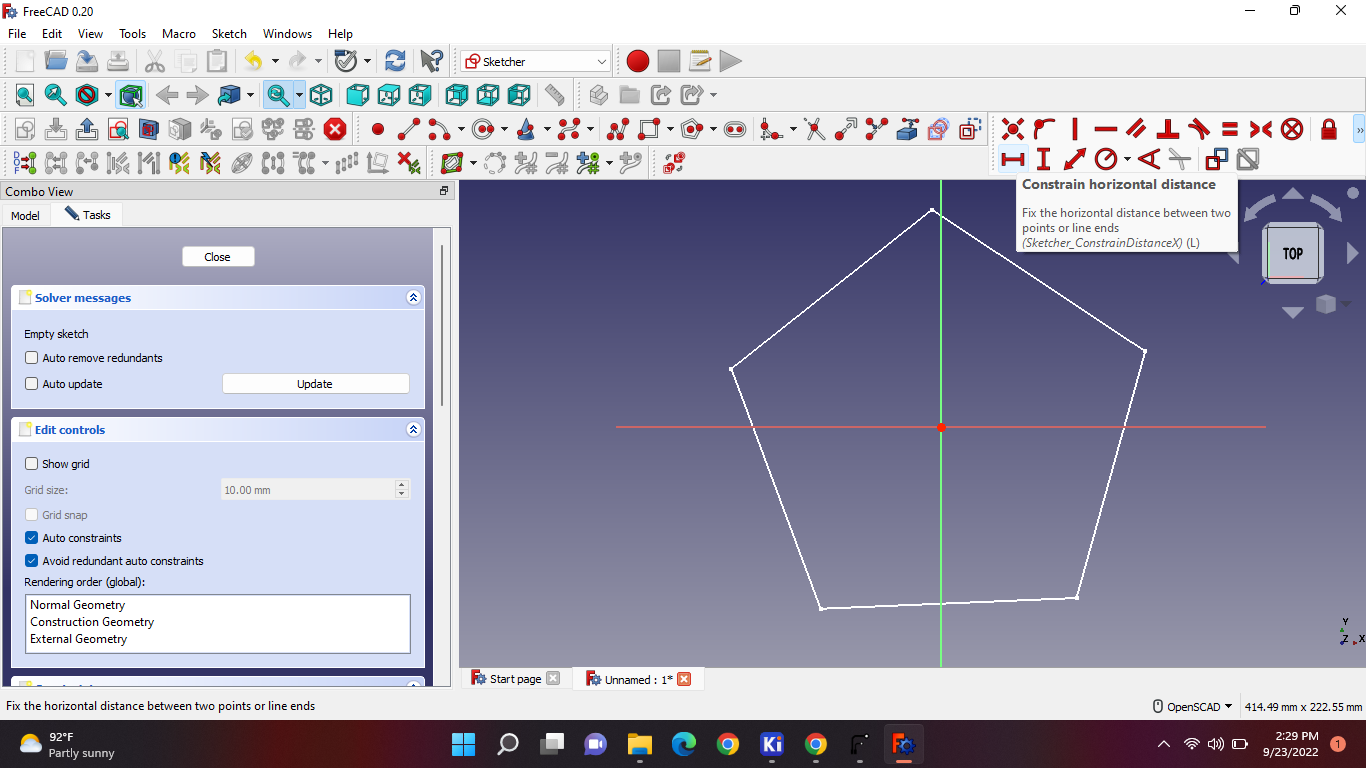 FreeCAD 0.20
File Edit View Tools Macro Sketch Windows Help
Sketcher
Combo View
Model Tasks
Close
Solver messages
Empty sketch
Auto remove redundants
Auto update Update
Edit controls
Show grid
Grid size: 10.00 mm
Grid snap
Auto constraints
Avoid redundant auto constraints
Rendering order (global):
Normal Geometry
Construction Geometry
External Geometry
Constrain horizontal distance
Fix the horizontal distance between two
points or line ends
(Sketcher_ConstrainDistanceX) (L)
TOP
Y
Z X
Start page Unnamed : 1*
Fix the horizontal distance between two points or line ends
OpenSCAD 414.49 mm x 222.55 mm
92°F
Partly sunny
Ki
2:29 PM
9/23/2022
1